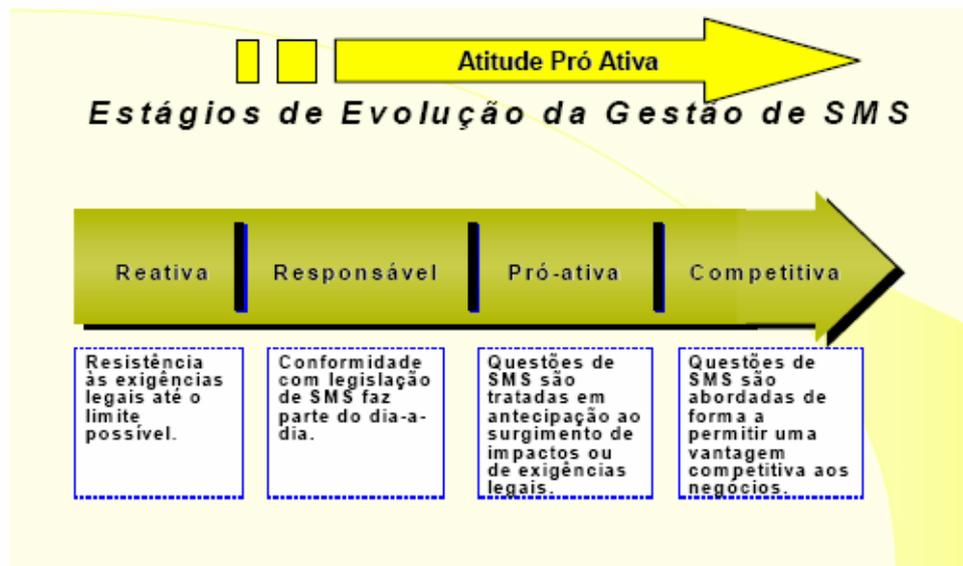 Atitude Pró Ativa
Estágios de Evolução da Gestão de SMS
Reativa
Responsável
Pró-ativa
Competitiva
Resistência
às exigências
legais até o
limite
possível.
Conformidade
com legislação
de SMS faz
parte do dia-a-
dia.
Questões de
SMS são
tratadas em
antecipação ao
surgimento de
impactos ou
de exigências
legais.
Questões de
SMS são
abordadas de
forma a
permitir uma
vantagem
competitiva aos
negócios.